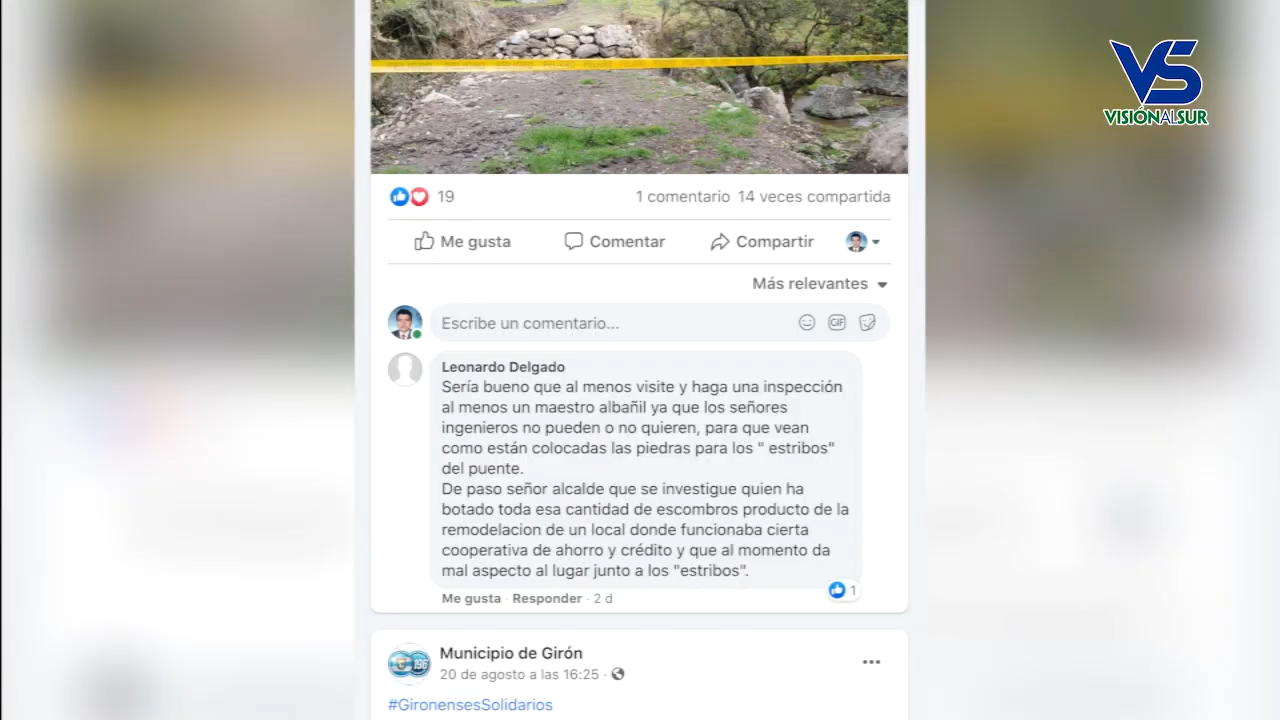 VS
VISIÓNALSUR
19
1 comentario 14 veces compartida
Me gusta Comentar Compartir
Más relevantes
Escribe un comentario...
GIF
Leonardo Delgado
Sería bueno que al menos visite y haga una inspección
al menos un maestro albañil ya que los señores
ingenieros no pueden o no quieren, para que vean
como están colocadas las piedras para los " estribos"
del puente.
De paso señor alcalde que se investigue quien ha
botado toda esa cantidad de escombros producto de la
remodelacion de un local donde funcionaba cierta
cooperativa de ahorro y crédito y que al momento da
mal aspecto al lugar junto a los "estribos".
1
Me gusta · Responder · 2 d
196
Municipio de Girón
20 de agosto a las 16:25 ·
#GironensesSolidarios